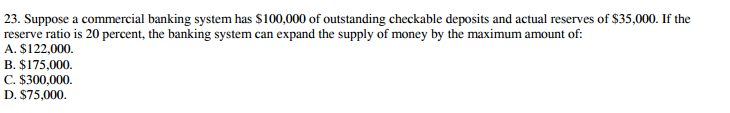 23. Suppose a commercial banking system has $100,000 of outstanding checkable deposits and actual reserves of $35,000. If the
reserve ratio is 20 percent, the banking system can expand the supply of money by the maximum amount of:
A. $122,000.
B. $175,000.
C. $300,000.
D. $75,000.